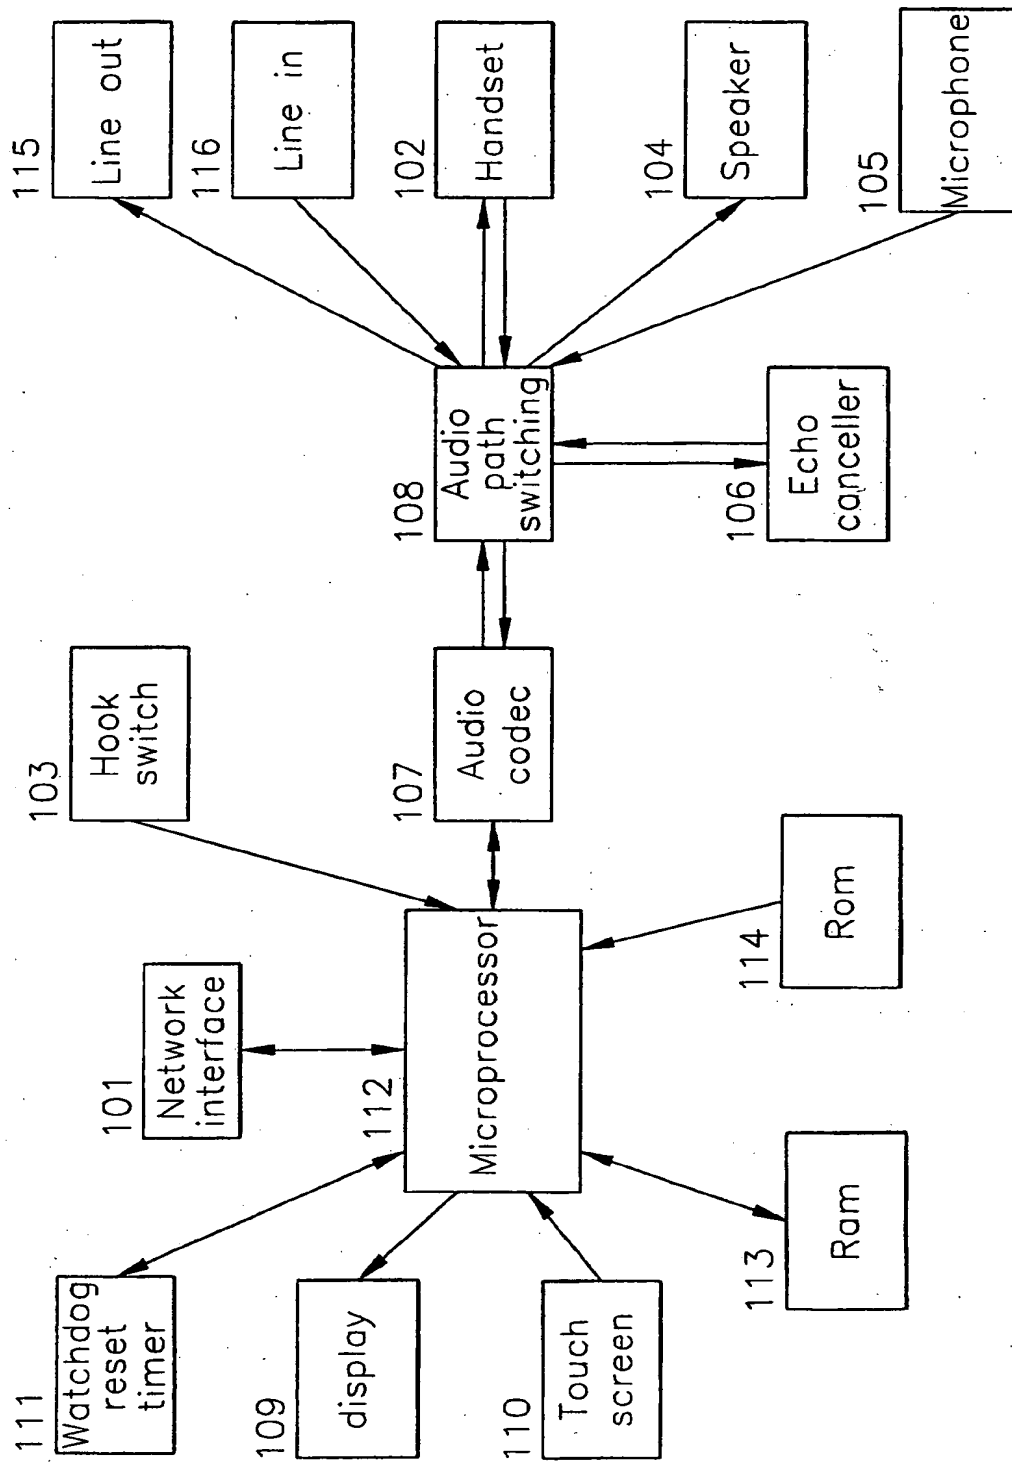 111
Watchdog
reset
timer
109
display
110
Touch
screen
101
Network
interface
112
Microprocessor
113
Ram
114
Rom
103
Hook
switch
107
Audio
codec
108
Audio
path
switching
106
Echo
canceller
115
Line out
116
Line in
102
Handset
104
Speaker
105
Microphone